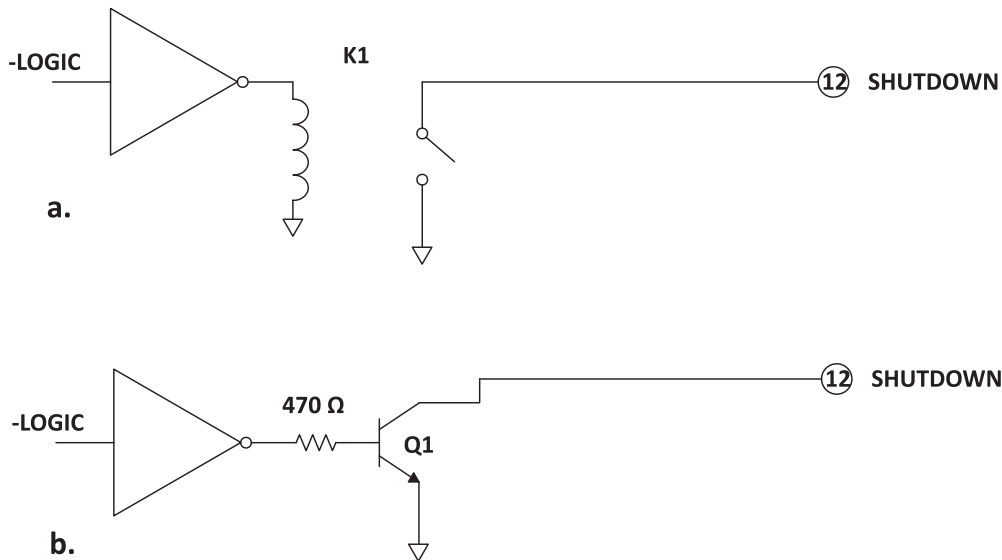 K1
-LOGIC
12 SHUTDOWN
a.
12 SHUTDOWN
470 Ω
-LOGIC
Q1
b.